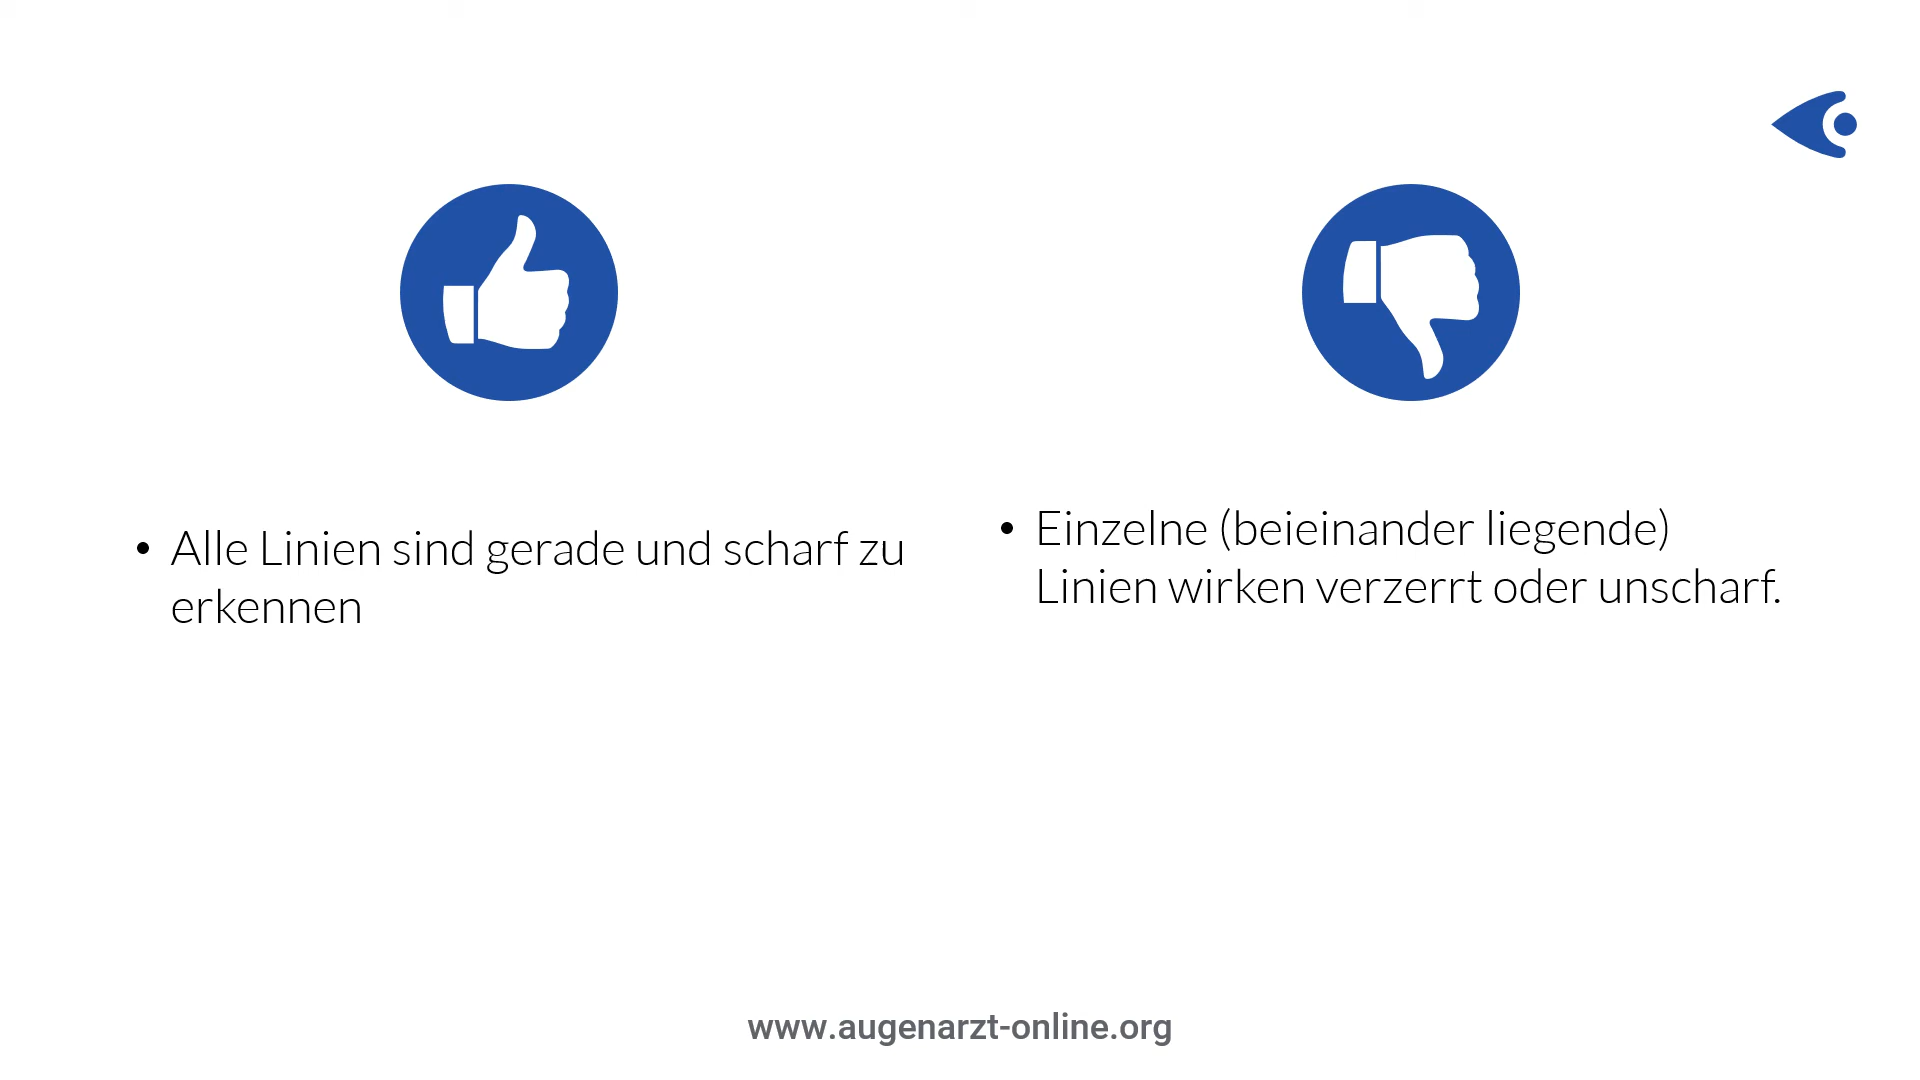 • Alle Linien sind gerade und scharf zu
erkennen
• Einzelne (beieinander liegende)
Linien wirken verzerrt oder unscharf.
www.augenarzt-online.org